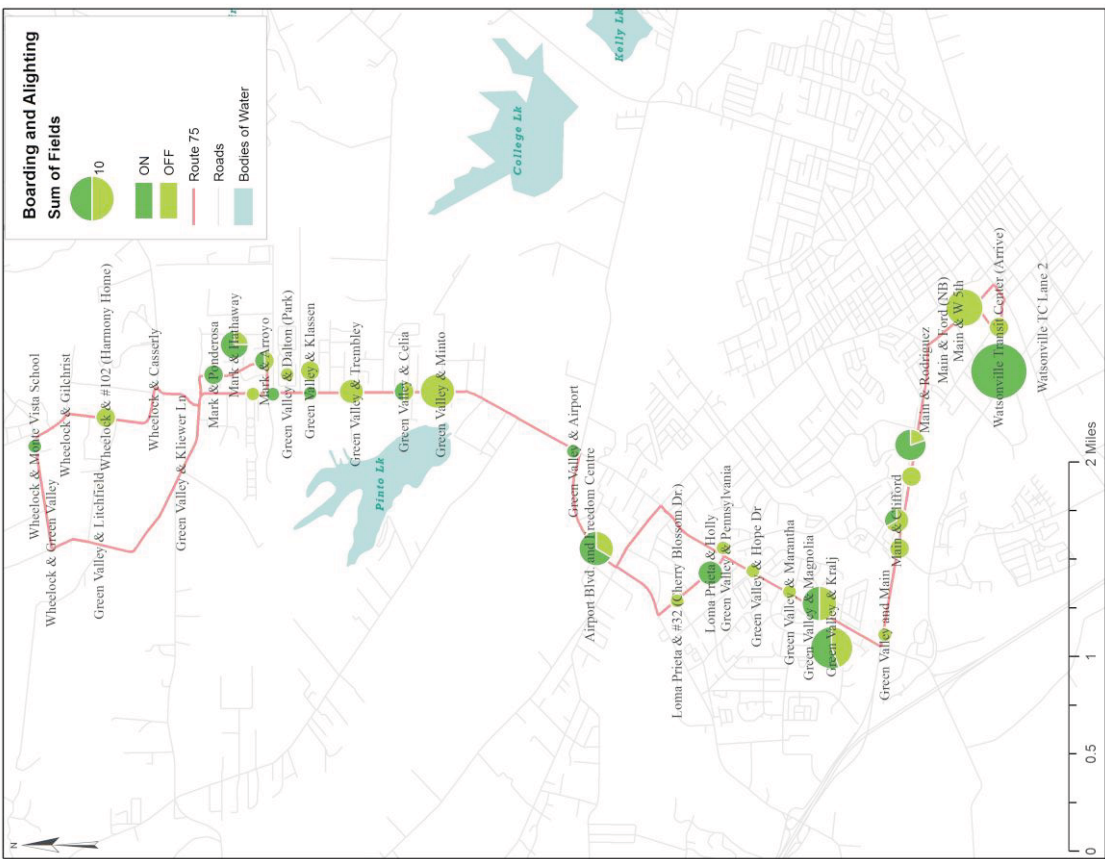 N
Boarding and Alighting
Sum of Fields
10
ON
OFF
Route 75
Roads
Bodies of Water
Kelly Lk
College Lk
Pinto Lk
Wheelock & Monte Vista School
Wheelock & Green Valley
Wheelock & Gilchrist
Green Valley & Litchfield
Wheelock & #102 (Harmony Home)
Wheelock & Casserly
Green Valley & Kliewer Ln
Mark & Ponderosa
Mark & Hathaway
Mark & Arroyo
Green Valley & Dalton (Park)
Green Valley & Klassen
Green Valley & Trembley
Green Valley & Celia
Green Valley & Minto
Green Valley & Airport
Airport Blvd. and Freedom Centre
Loma Prieta & #32 (Cherry Blossom Dr.)
Loma Prieta & Holly
Green Valley & Pennsylvania
Green Valley & Hope Dr
Green Valley & Marantha
Green Valley & Magnolia
Green Valley & Kralj
Green Valley and Main
Main & Clifford
Main & Rodriguez
Main & Ford (NB)
Main & W 5th
Watsonville Transit Center (Arrive)
Watsonville TC Lane 2
0
0.5
1
2 Miles